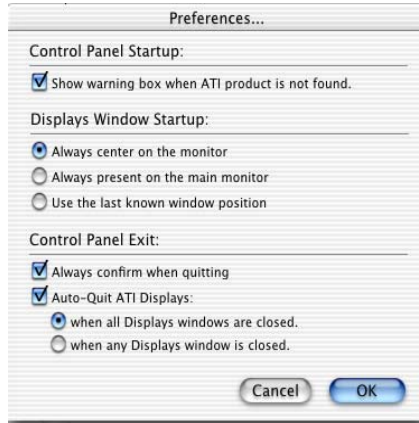 Preferences...
Control Panel Startup:
Show warning box when ATI product is not found.
Displays Window Startup:
Always center on the monitor
Always present on the main monitor
Use the last known window position
Control Panel Exit:
Always confirm when quitting
Auto-Quit ATI Displays:
when all Displays windows are closed.
when any Displays window is closed.
Cancel OK